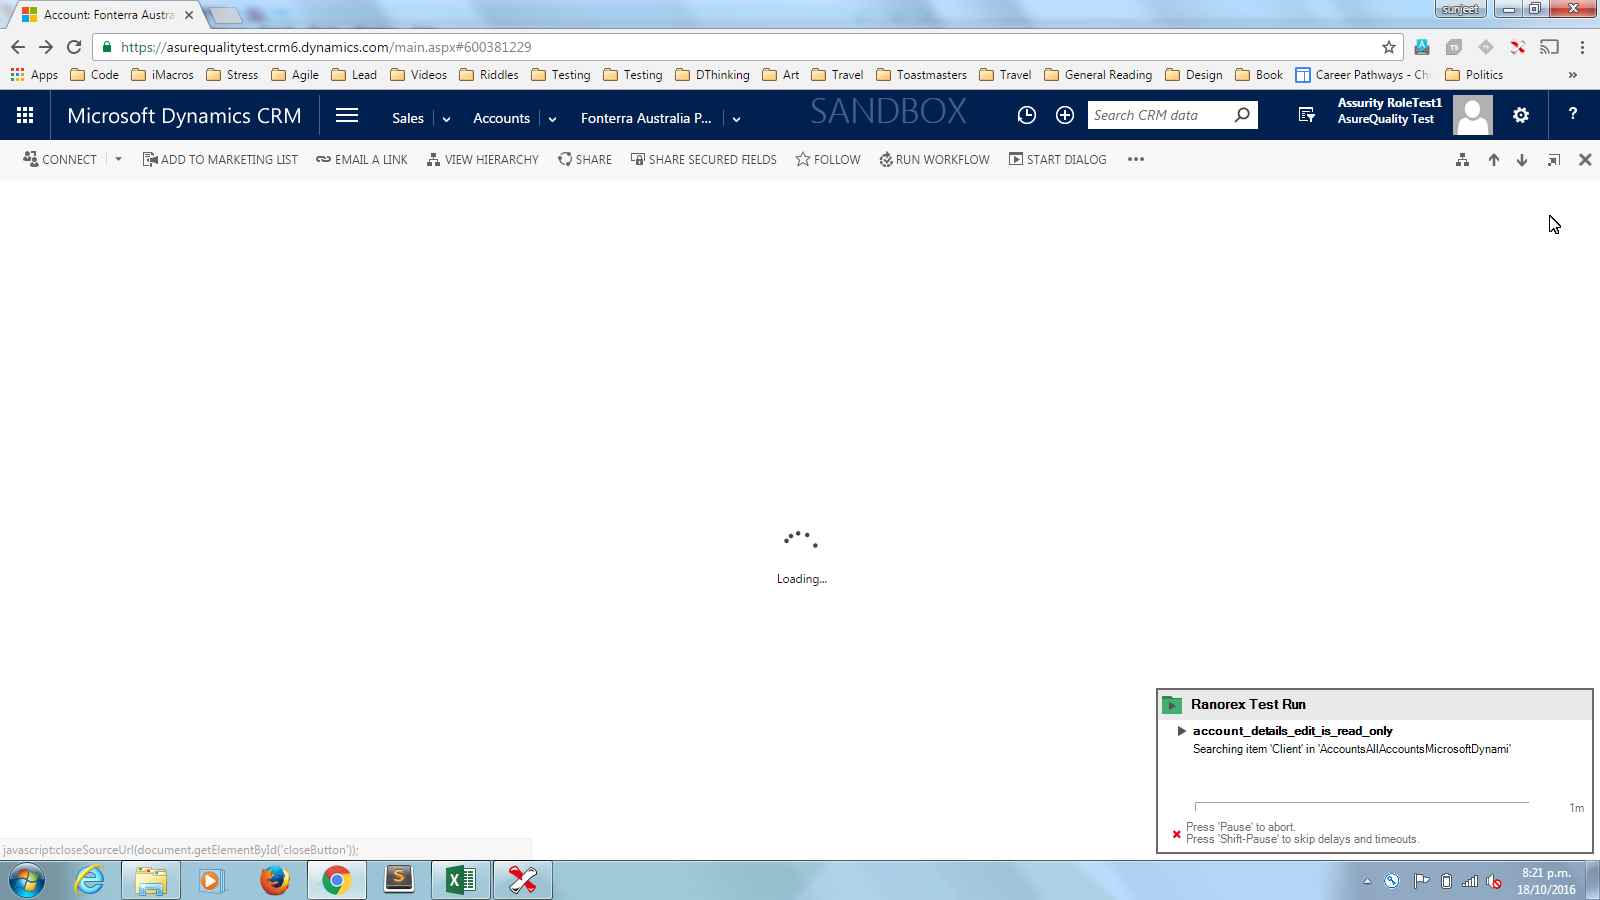 Account: Fonterra Austra
sunjeet
https://asurequalitytest.crm6.dynamics.com/main.aspx#600381229
Apps Code iMacros Stress Agile Lead Videos Riddles Testing Testing DThinking Art Travel Toastmasters Travel General Reading Design Book Career Pathways - Ch Politics »
Microsoft Dynamics CRM Sales Accounts Fonterra Australia P... SANDBOX Search CRM data Assurity RoleTest1 ?
AsureQuality Test
CONNECT ADD TO MARKETING LIST EMAIL A LINK VIEW HIERARCHY SHARE SHARE SECURED FIELDS FOLLOW RUN WORKFLOW START DIALOG •••
Loading...
Ranorex Test Run
account_details_edit_is_read_only
Searching item 'Client' in 'AccountsAllAccountsMicrosoftDynami'
1m
Press 'Pause' to abort.
Press 'Shift-Pause' to skip delays and timeouts.
javascript:closeSourceUrl(document.getElementById('closeButton'));
8:21 p.m.
18/10/2016